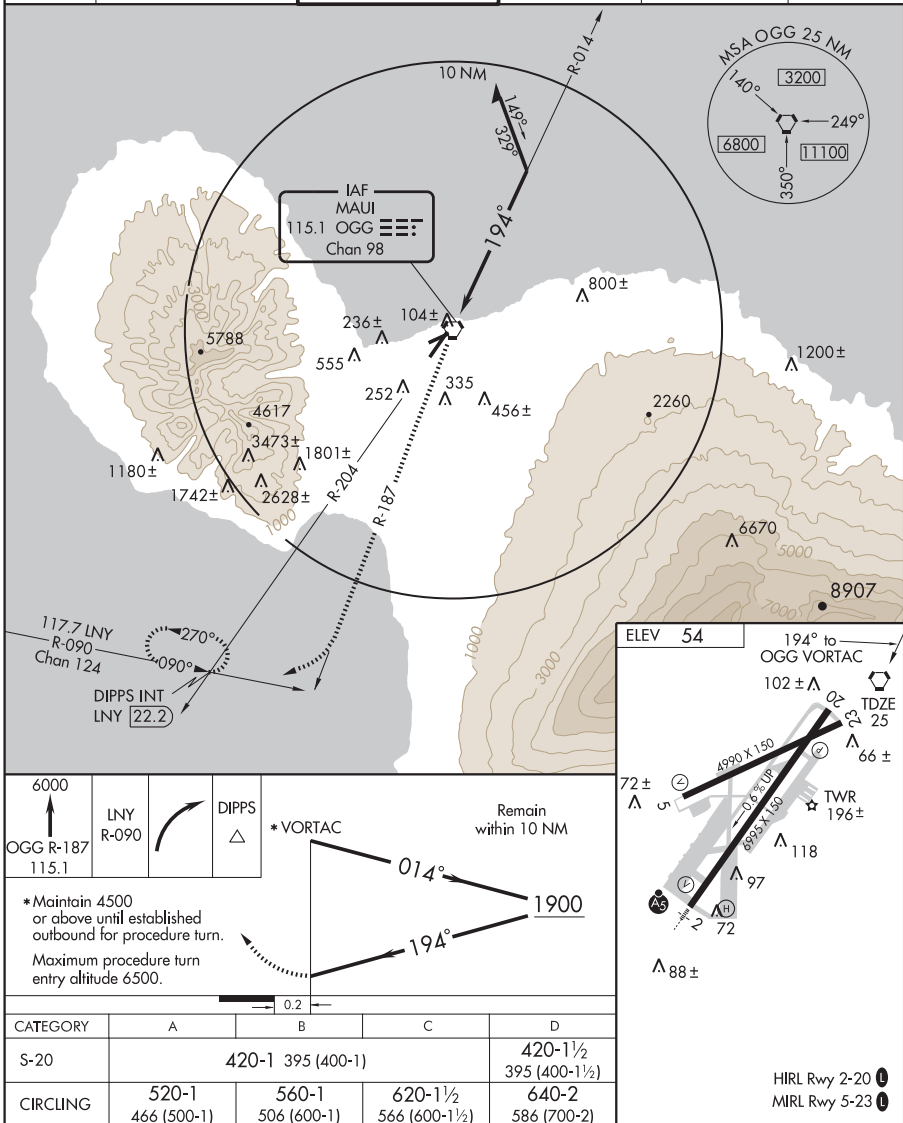 MSA OGG 25 NM
3200
140°
249°
6800
11100
350°
R-014
10 NM
149°
329°
194°
IAF
MAUI
115.1 OGG
Chan 98
800±
104±
236±
3000
5788
555
1200±
252
335
456±
2260
4617
3473±
1801±
1180±
1742±
2628±
1000
R-204
R-187
6670
5000
8907
7000
1000
3000
117.7 LNY
R-090
Chan 124
270°
090°
DIPPS INT
LNY 22.2
ELEV 54
194° to
OGG VORTAC
102 ±
20
23
TDZE
25
66 ±
4990 X 150
P
V
72 ±
5
0.6 % UP
6995 X 150
TWR
196±
118
97
V
A5
H
2
72
88 ±
HIRL Rwy 2-20 L
MIRL Rwy 5-23 L
6000
OGG R-187
115.1
LNY
R-090
DIPPS
* VORTAC
Remain
within 10 NM
014°
1900
194°
*Maintain 4500
or above until established
outbound for procedure turn.
Maximum procedure turn
entry altitude 6500.
0.2
CATEGORY A B C D
S-20 420-1 395 (400-1) 420-1½
395 (400-1½)
CIRCLING 520-1 560-1 620-1½ 640-2
466 (500-1) 506 (600-1) 566 (600-1½) 586 (700-2)